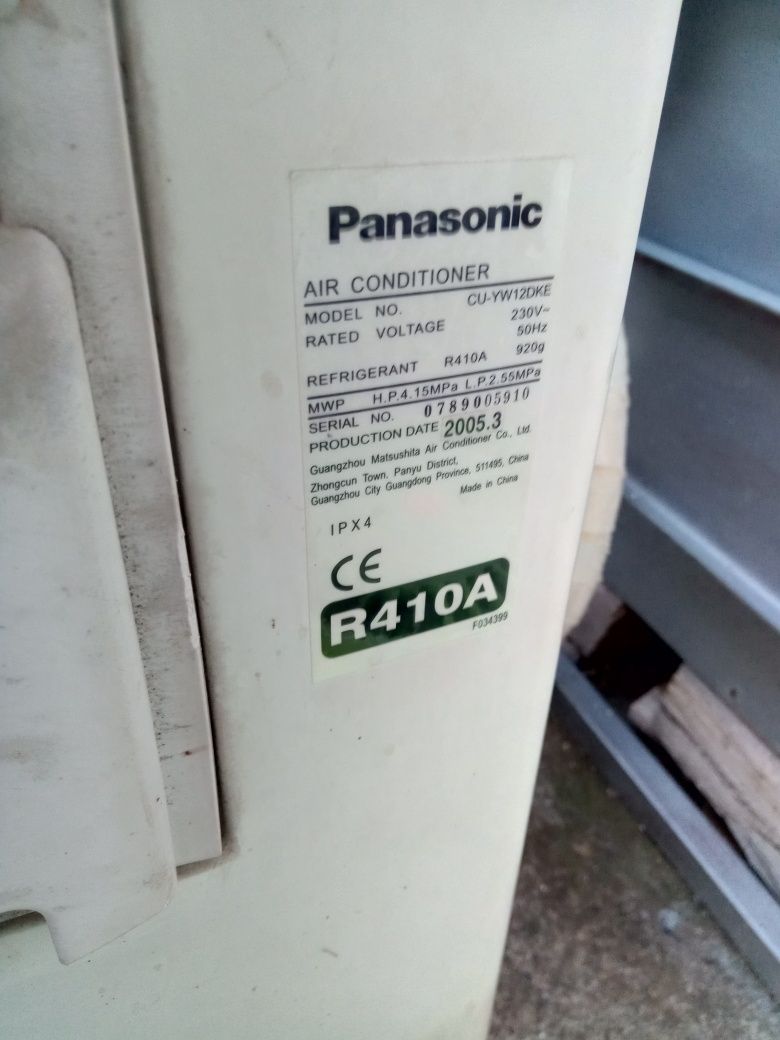 Panasonic
AIR CONDITIONER
MODEL NO. CU-YW12DKE
RATED VOLTAGE 230V~
50Hz
REFRIGERANT R410A 920g
MWP H.P.4.15MPa L.P.2.55MPa
SERIAL NO. 0789005910
PRODUCTION DATE 2005.3
Guangzhou Matsushita Air Conditioner Co., Ltd.
Zhongcun Town, Panyu District,
Guangzhou City Guangdong Province, 511495, China
Made in China
IPX4
CE
R410A
F034399